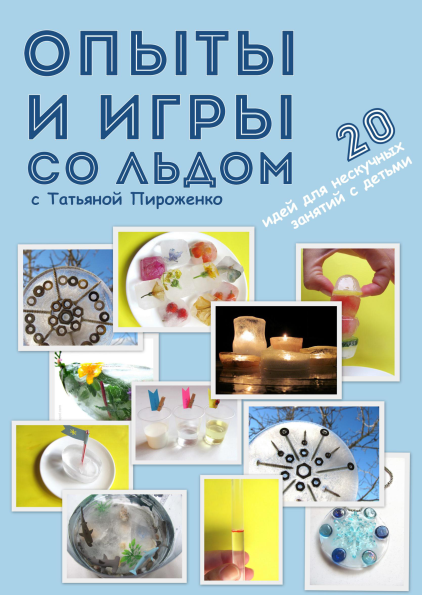 ОПЫТЫ
И ИГРЫ
СО ЛЬДОМ
с Татьяной Пироженко
20
идей для нескучных
занятий с детьми